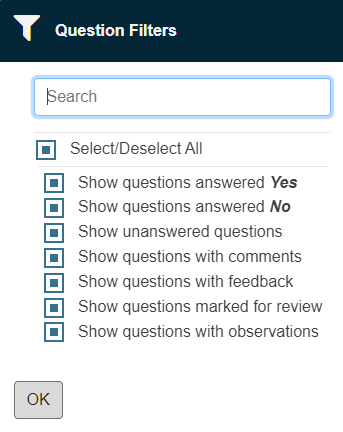 Question Filters
Search
Select/Deselect All
Show questions answered Yes
Show questions answered No
Show unanswered questions
Show questions with comments
Show questions with feedback
Show questions marked for review
Show questions with observations
OK